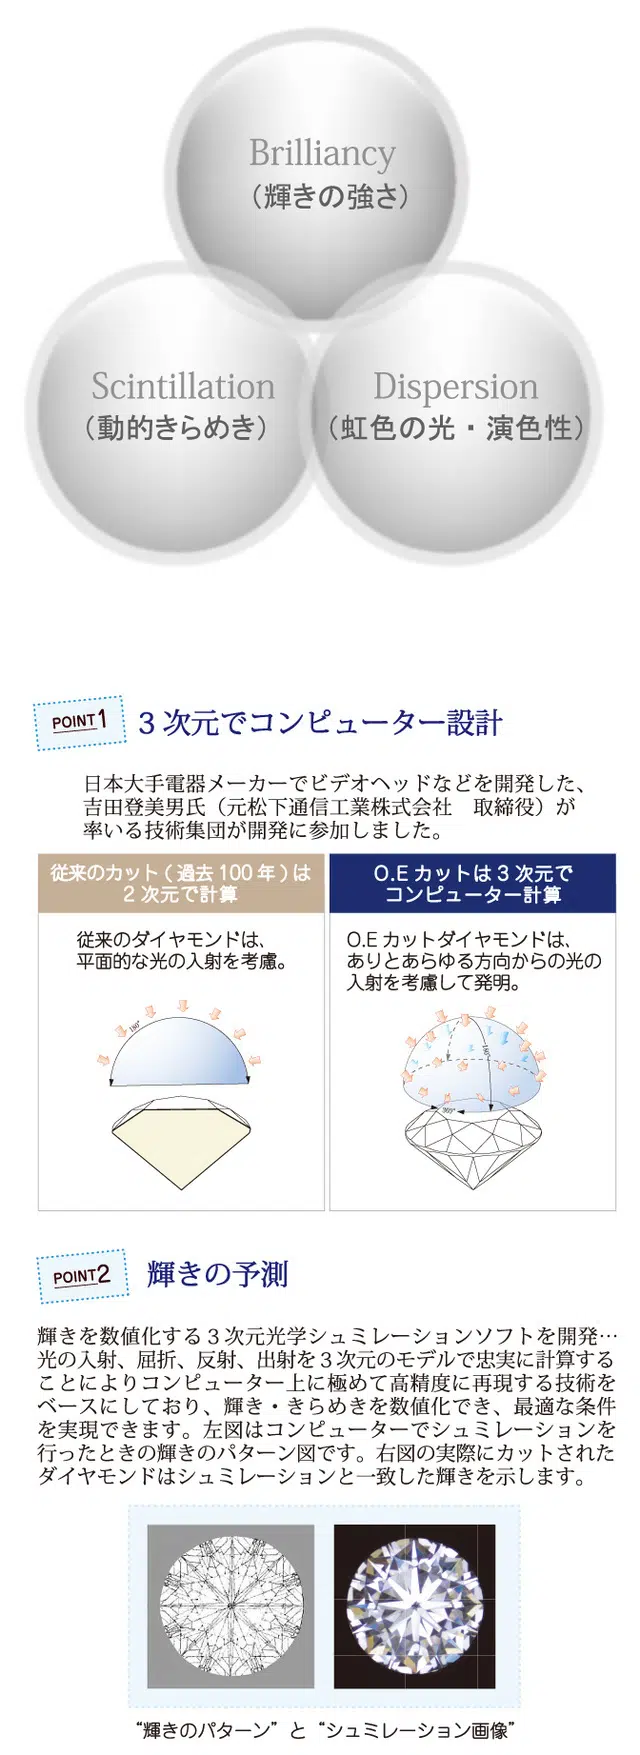 Brilliancy
（輝きの強さ）
Scintillation
（動的きらめき）
Dispersion
（虹色の光・演色性）
POINT1
3次元でコンピューター設計
日本大手電器メーカーでビデオヘッドなどを開発した、
吉田登美男氏（元松下通信工業株式会社　取締役）が
率いる技術集団が開発に参加しました。
従来のカット(過去100年)は
2次元で計算
従来のダイヤモンドは、
平面的な光の入射を考慮。
180°
O.Eカットは3次元で
コンピューター計算
O.Eカットダイヤモンドは、
ありとあらゆる方向からの光の
入射を考慮して発明。
180°
360°
POINT2
輝きの予測
輝きを数値化する3次元光学シュミレーションソフトを開発…
光の入射、屈折、反射、出射を3次元のモデルで忠実に計算する
ことによりコンピューター上に極めて高精度に再現する技術を
ベースにしており、輝き・きらめきを数値化でき、最適な条件
を実現できます。左図はコンピューターでシュミレーションを
行ったときの輝きのパターン図です。右図の実際にカットされた
ダイヤモンドはシュミレーションと一致した輝きを示します。
“輝きのパターン”と“シュミレーション画像”